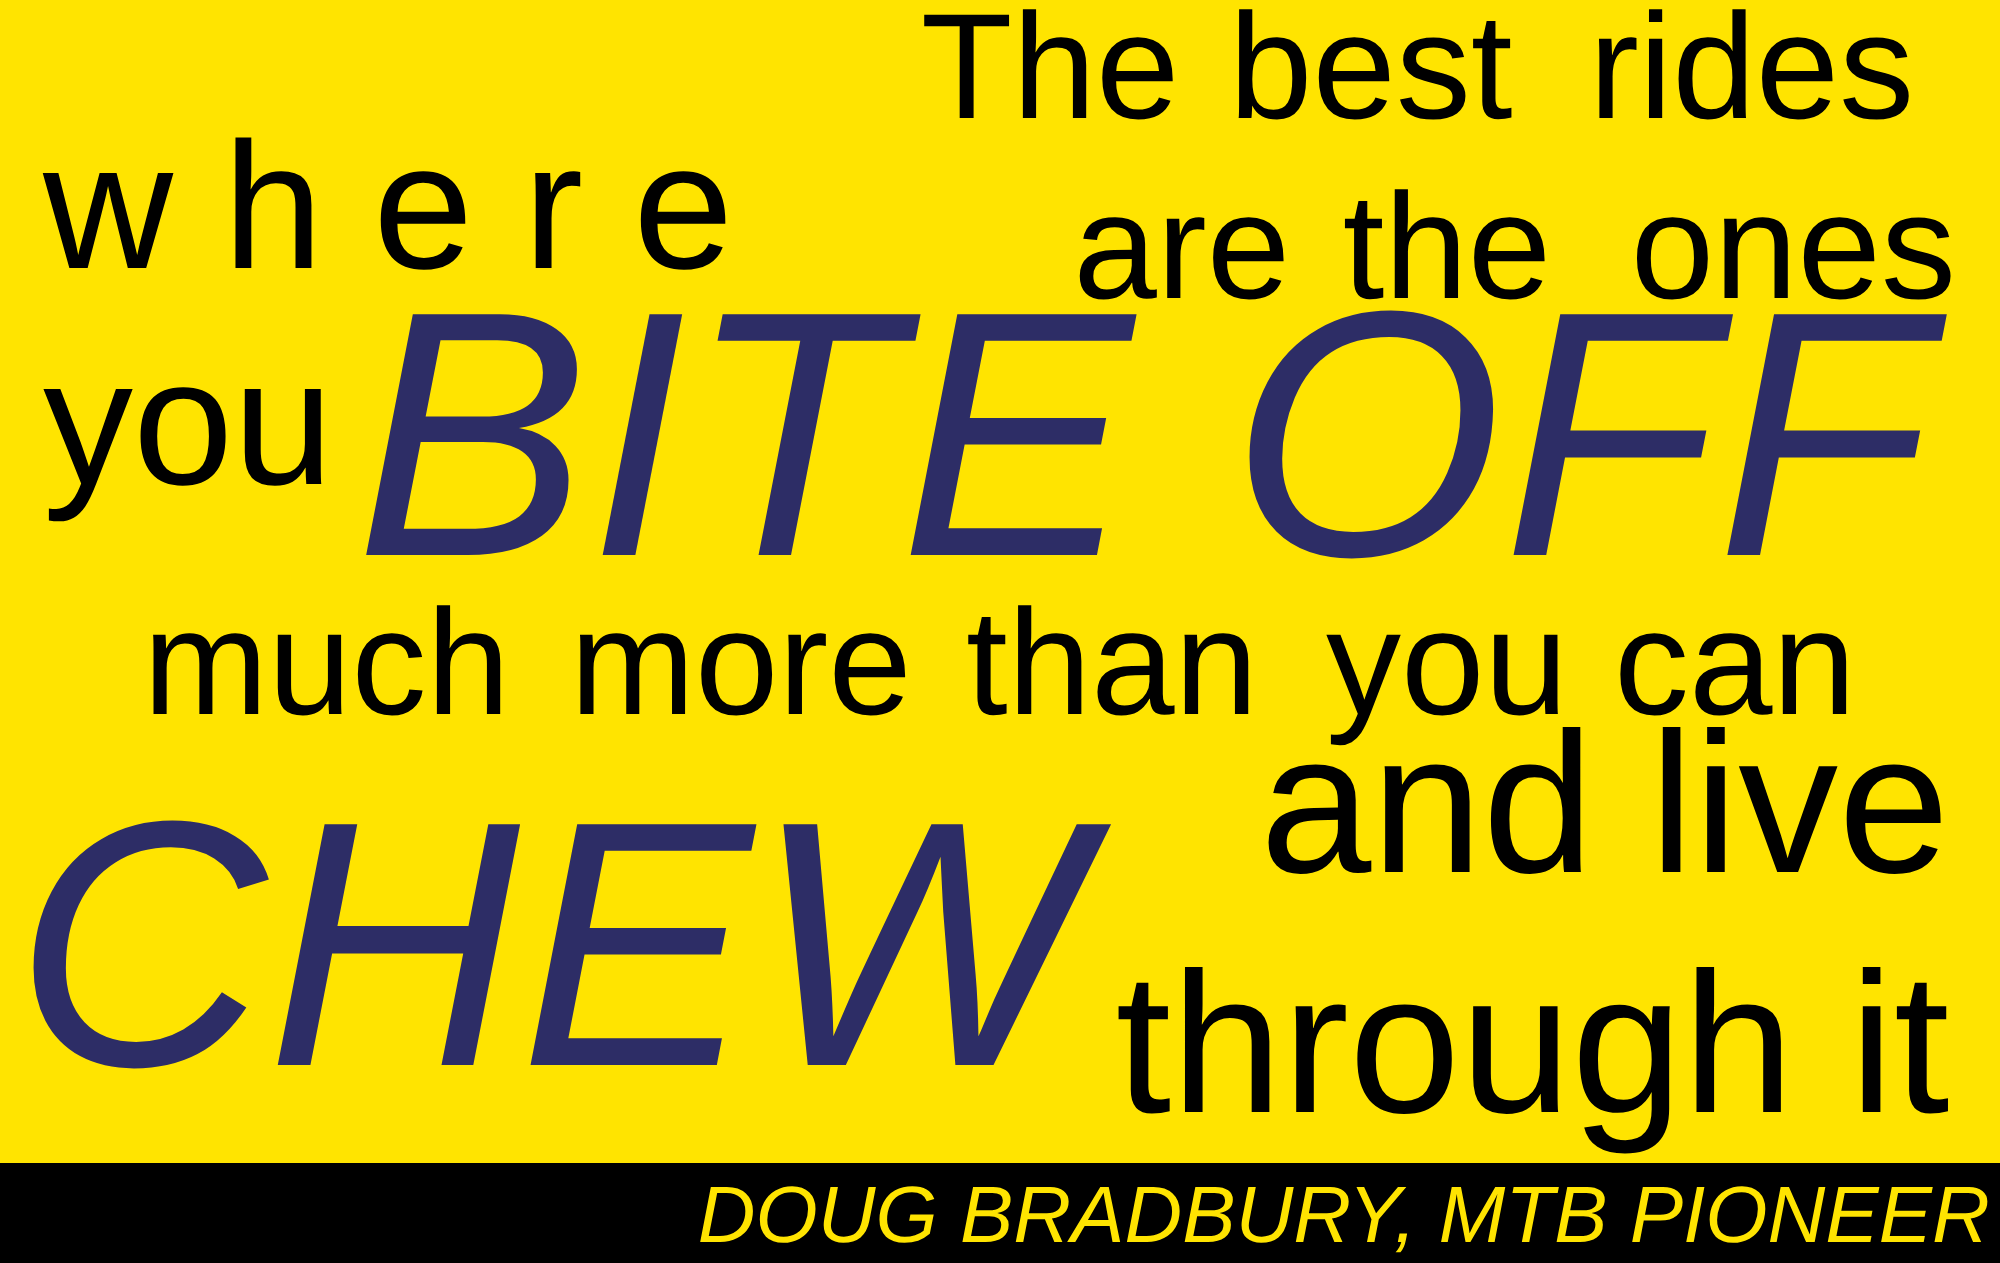 The best rides
are the ones
where
you BITE OFF
much more than you can
CHEW
and live
through it
DOUG BRADBURY, MTB PIONEER